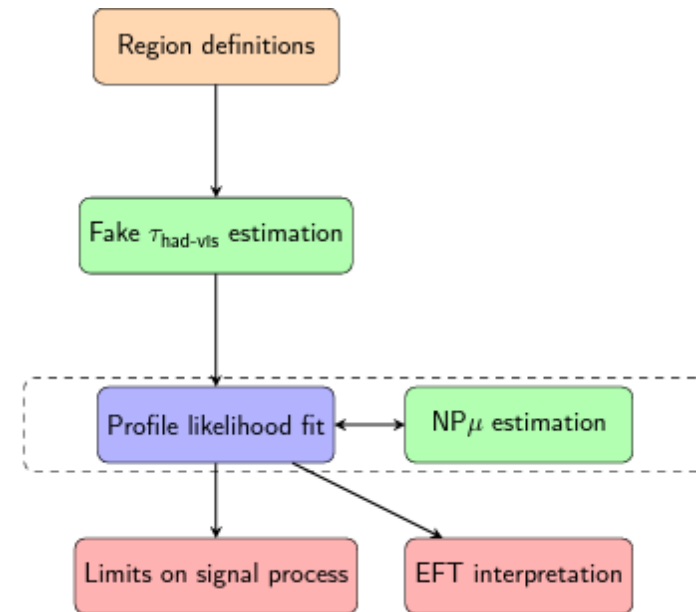 Region definitions
Fake τhad-vis estimation
Profile likelihood fit
NPμ estimation
Limits on signal process
EFT interpretation